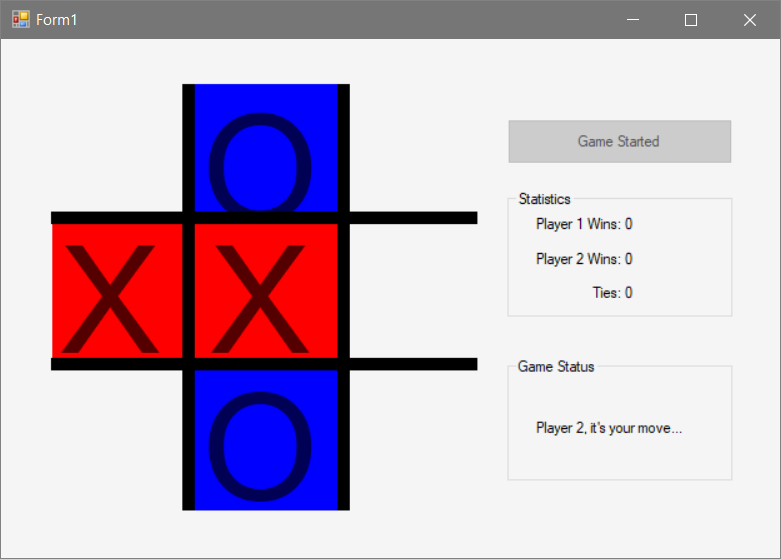 Form1
O
X X
O
Game Started
Statistics
Player 1 Wins: 0
Player 2 Wins: 0
Ties: 0
Game Status
Player 2, it's your move...